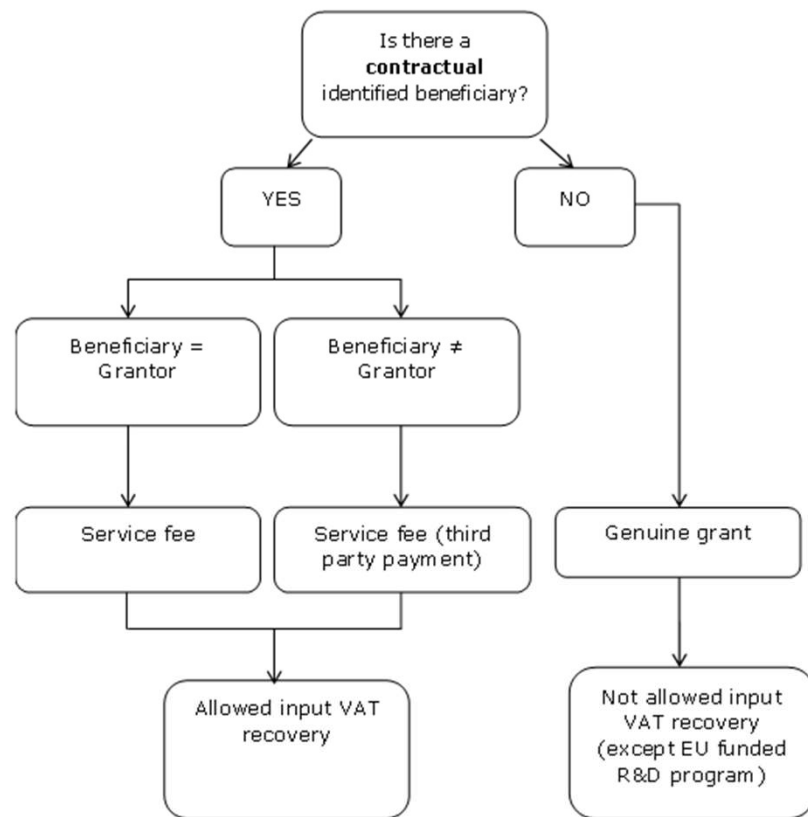 Is there a
contractual
identified beneficiary?
YES
NO
Beneficiary =
Grantor
Beneficiary ≠
Grantor
Service fee
Service fee (third
party payment)
Genuine grant
Allowed input VAT
recovery
Not allowed input
VAT recovery
(except EU funded
R&D program)